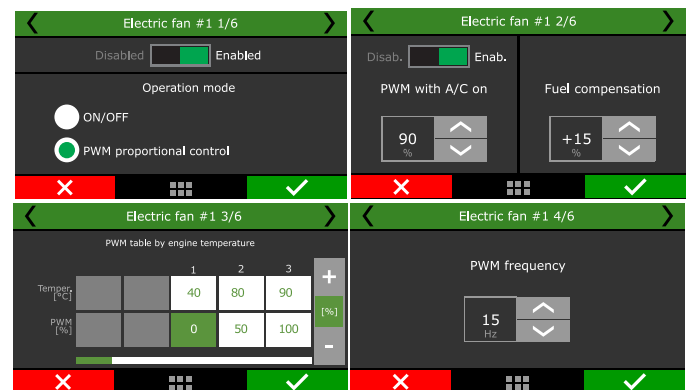 Electric fan #1 1/6
Disabled Enabled
Operation mode
ON/OFF
PWM proportional control
Electric fan #1 2/6
Disab. Enab.
PWM with A/C on
90
%
Fuel compensation
+15
%
Electric fan #1 3/6
PWM table by engine temperature
1 2 3
Temper. [°C] 40 80 90
PWM [%] 0 50 100
+
[%]
-
Electric fan #1 4/6
PWM frequency
15
Hz